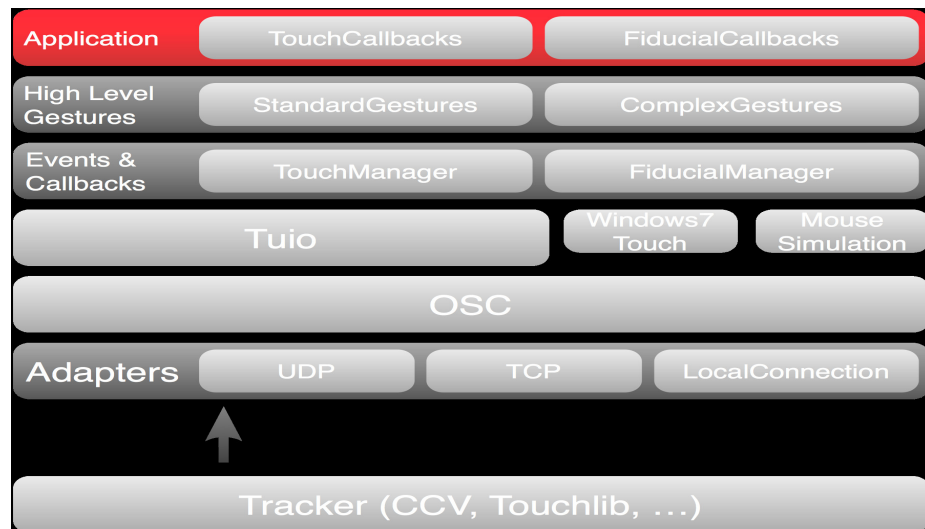 Application
TouchCallbacks
FiducialCallbacks
High Level
Gestures
StandardGestures
ComplexGestures
Events &
Callbacks
TouchManager
FiducialManager
Tuio
Windows7
Touch
Mouse
Simulation
OSC
Adapters
UDP
TCP
LocalConnection
Tracker (CCV, Touchlib, …)